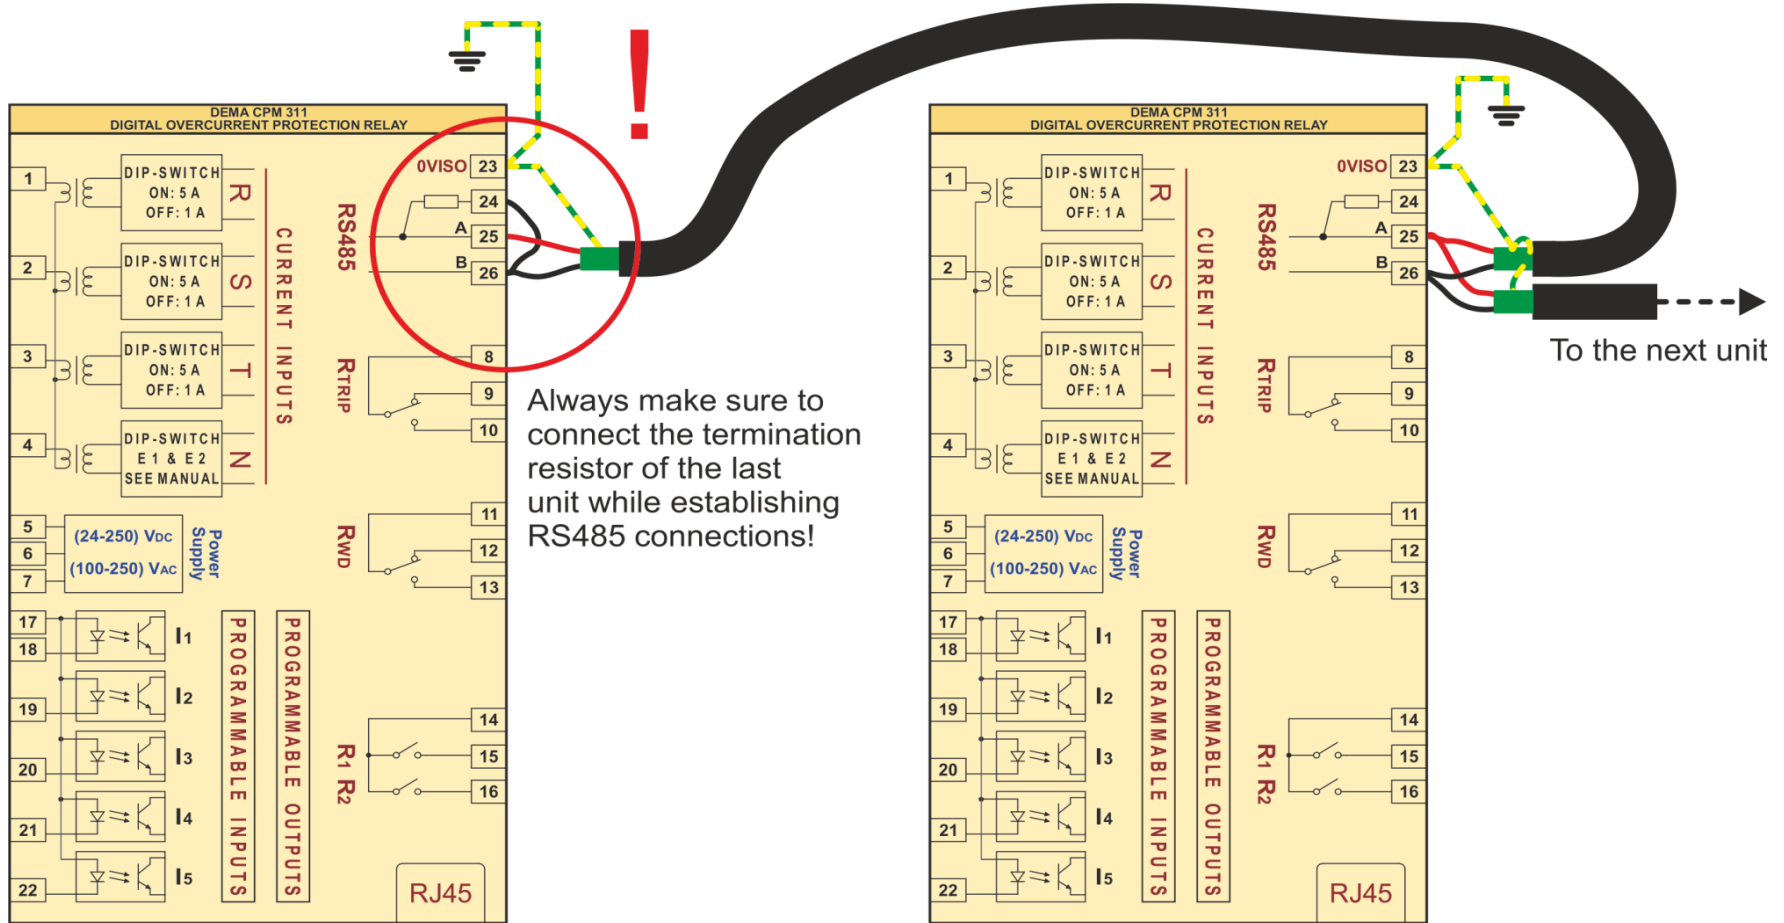 DEMA CPM 311
DIGITAL OVERCURRENT PROTECTION RELAY
1
DIP-SWITCH
ON: 5 A
OFF: 1 A
R
2
DIP-SWITCH
ON: 5 A
OFF: 1 A
S
3
DIP-SWITCH
ON: 5 A
OFF: 1 A
T
4
DIP-SWITCH
E 1 & E 2
SEE MANUAL
N
CURRENT INPUTS
5
6
7
(24-250) VDC
(100-250) VAC
Power
Supply
17
18
I1
19
I2
20
I3
21
I4
22
I5
PROGRAMMABLE INPUTS
PROGRAMMABLE OUTPUTS
0VISO
23
24
A
25
B
26
RS485
8
9
10
RTRIP
11
12
13
RWD
14
15
16
R1 R2
RJ45
!
Always make sure to
connect the termination
resistor of the last
unit while establishing
RS485 connections!
DEMA CPM 311
DIGITAL OVERCURRENT PROTECTION RELAY
1
DIP-SWITCH
ON: 5 A
OFF: 1 A
R
2
DIP-SWITCH
ON: 5 A
OFF: 1 A
S
3
DIP-SWITCH
ON: 5 A
OFF: 1 A
T
4
DIP-SWITCH
E 1 & E 2
SEE MANUAL
N
CURRENT INPUTS
5
6
7
(24-250) VDC
(100-250) VAC
Power
Supply
17
18
I1
19
I2
20
I3
21
I4
22
I5
PROGRAMMABLE INPUTS
PROGRAMMABLE OUTPUTS
0VISO
23
24
A
25
B
26
RS485
8
9
10
RTRIP
11
12
13
RWD
14
15
16
R1 R2
RJ45
To the next unit